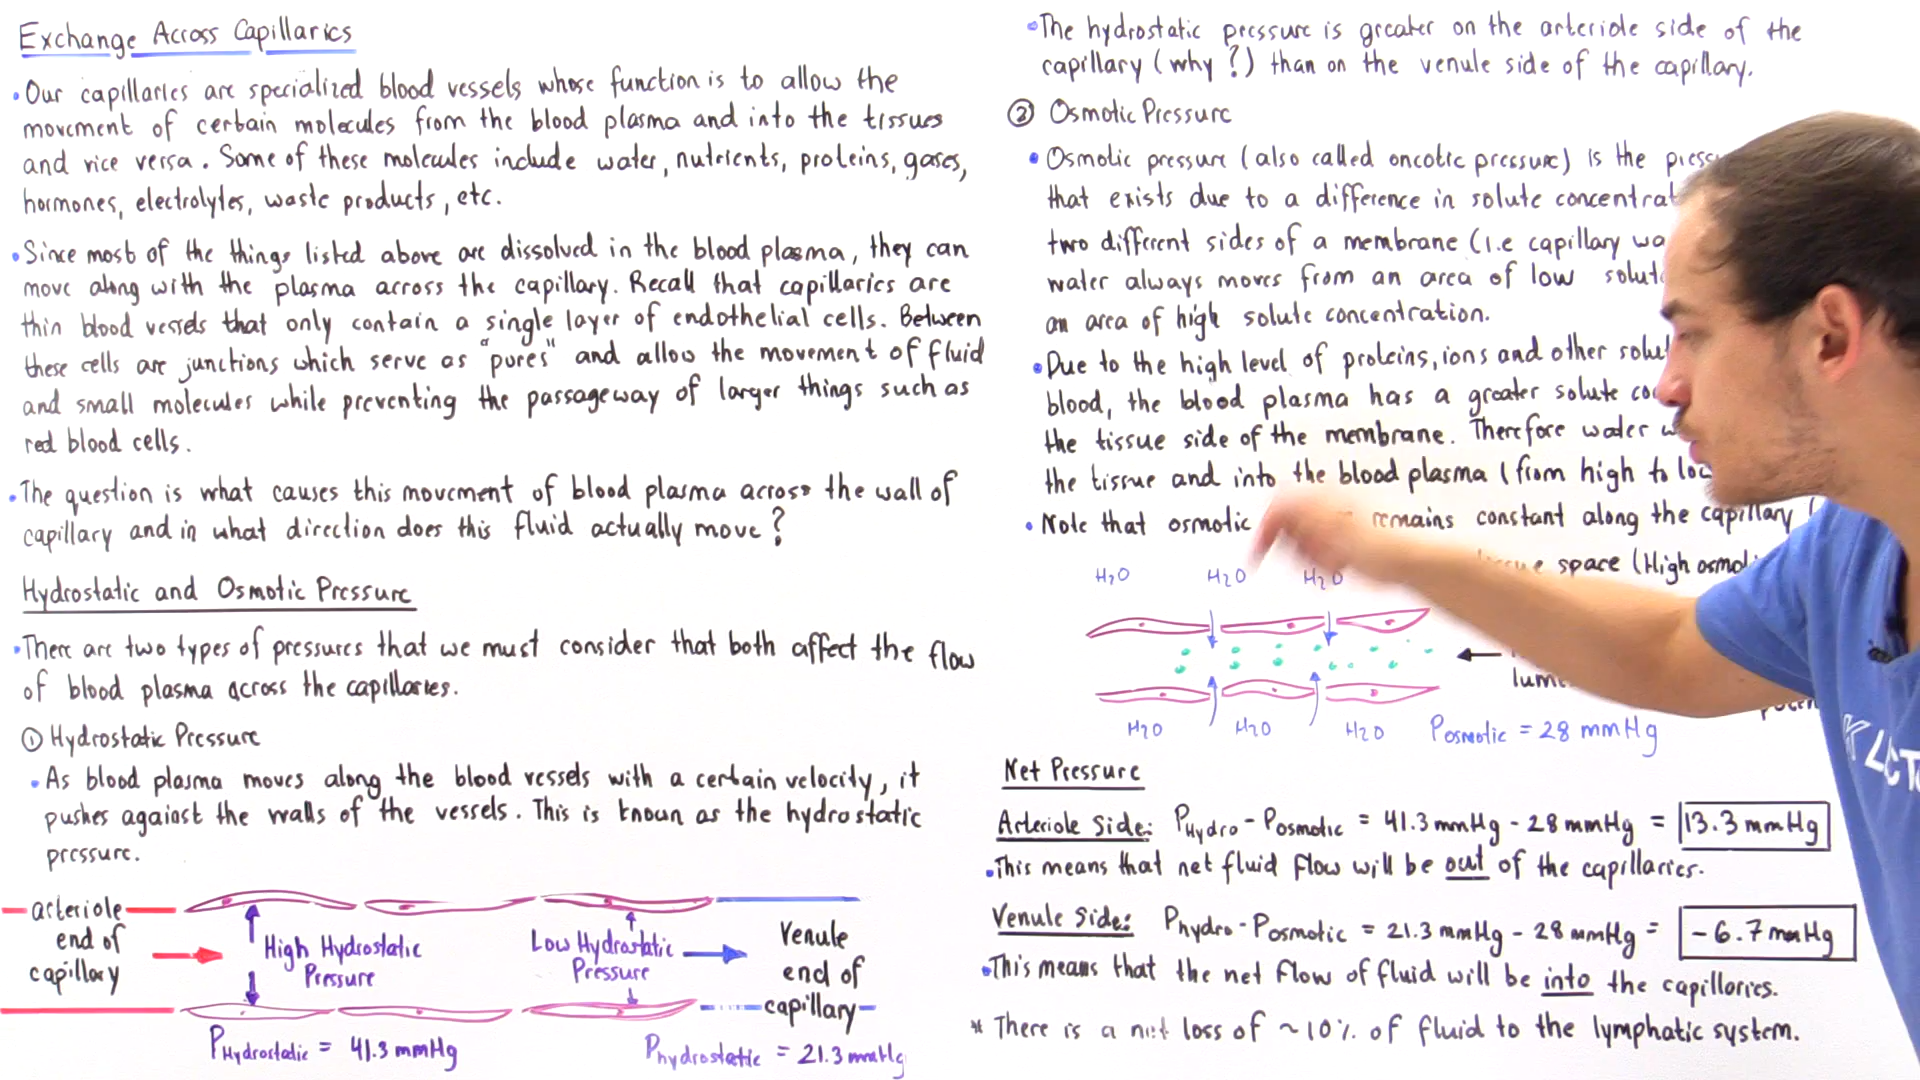 Exchange Across Capillaries
• Our capillaries are specialized blood vessels whose function is to allow the
movement of certain molecules from the blood plasma and into the tissues
and vice versa. Some of these molecules include water, nutrients, proteins, gases,
hormones, electrolytes, waste products, etc.
• Since most of the things listed above are dissolved in the blood plasma, they can
move along with the plasma across the capillary. Recall that capillaries are
thin blood vessels that only contain a single layer of endothelial cells. Between
these cells are junctions which serve as "pores" and allow the movement of fluid
and small molecules while preventing the passageway of larger things such as
red blood cells.
• The question is what causes this movement of blood plasma across the wall of
capillary and in what direction does this fluid actually move?
Hydrostatic and Osmotic Pressure
• There are two types of pressures that we must consider that both affect the flow
of blood plasma across the capillaries.
① Hydrostatic Pressure
• As blood plasma moves along the blood vessels with a certain velocity, it
pushes against the walls of the vessels. This is known as the hydrostatic
pressure.
arteriole
end of
capillary
High Hydrostatic
Pressure
Low Hydrostatic
Pressure
Venule
end of
capillary
PHydrostatic = 41.3 mmHg
Phydrostatic = 21.3 mmHg
• The hydrostatic pressure is greater on the arteriole side of the
capillary (why?) than on the venule side of the capillary.
② Osmotic Pressure
• Osmotic pressure (also called oncotic pressure) is the press
that exists due to a difference in solute concentrat
two different sides of a membrane (i.e capillary wa
water always moves from an area of low solut
an area of high solute concentration.
• Due to the high level of proteins, ions and other solut
blood, the blood plasma has a greater solute co
the tissue side of the membrane. Therefore water w
the tissue and into the blood plasma (from high to lo
• Note that osmotic remains constant along the capillary (
space (High osmo
H2O H2O H2O
lum
H2O H2O H2O
Posmotic = 28 mmHg
Net Pressure
Arteriole Side: PHydro - Posmotic = 41.3 mmHg - 28 mmHg = 13.3 mmHg
• This means that net fluid flow will be out of the capillaries.
Venule Side: Phydro - Posmotic = 21.3 mmHg - 28 mmHg = - 6.7 mmHg
• This means that the net flow of fluid will be into the capillaries.
* There is a net loss of ~10% of fluid to the lymphatic system.